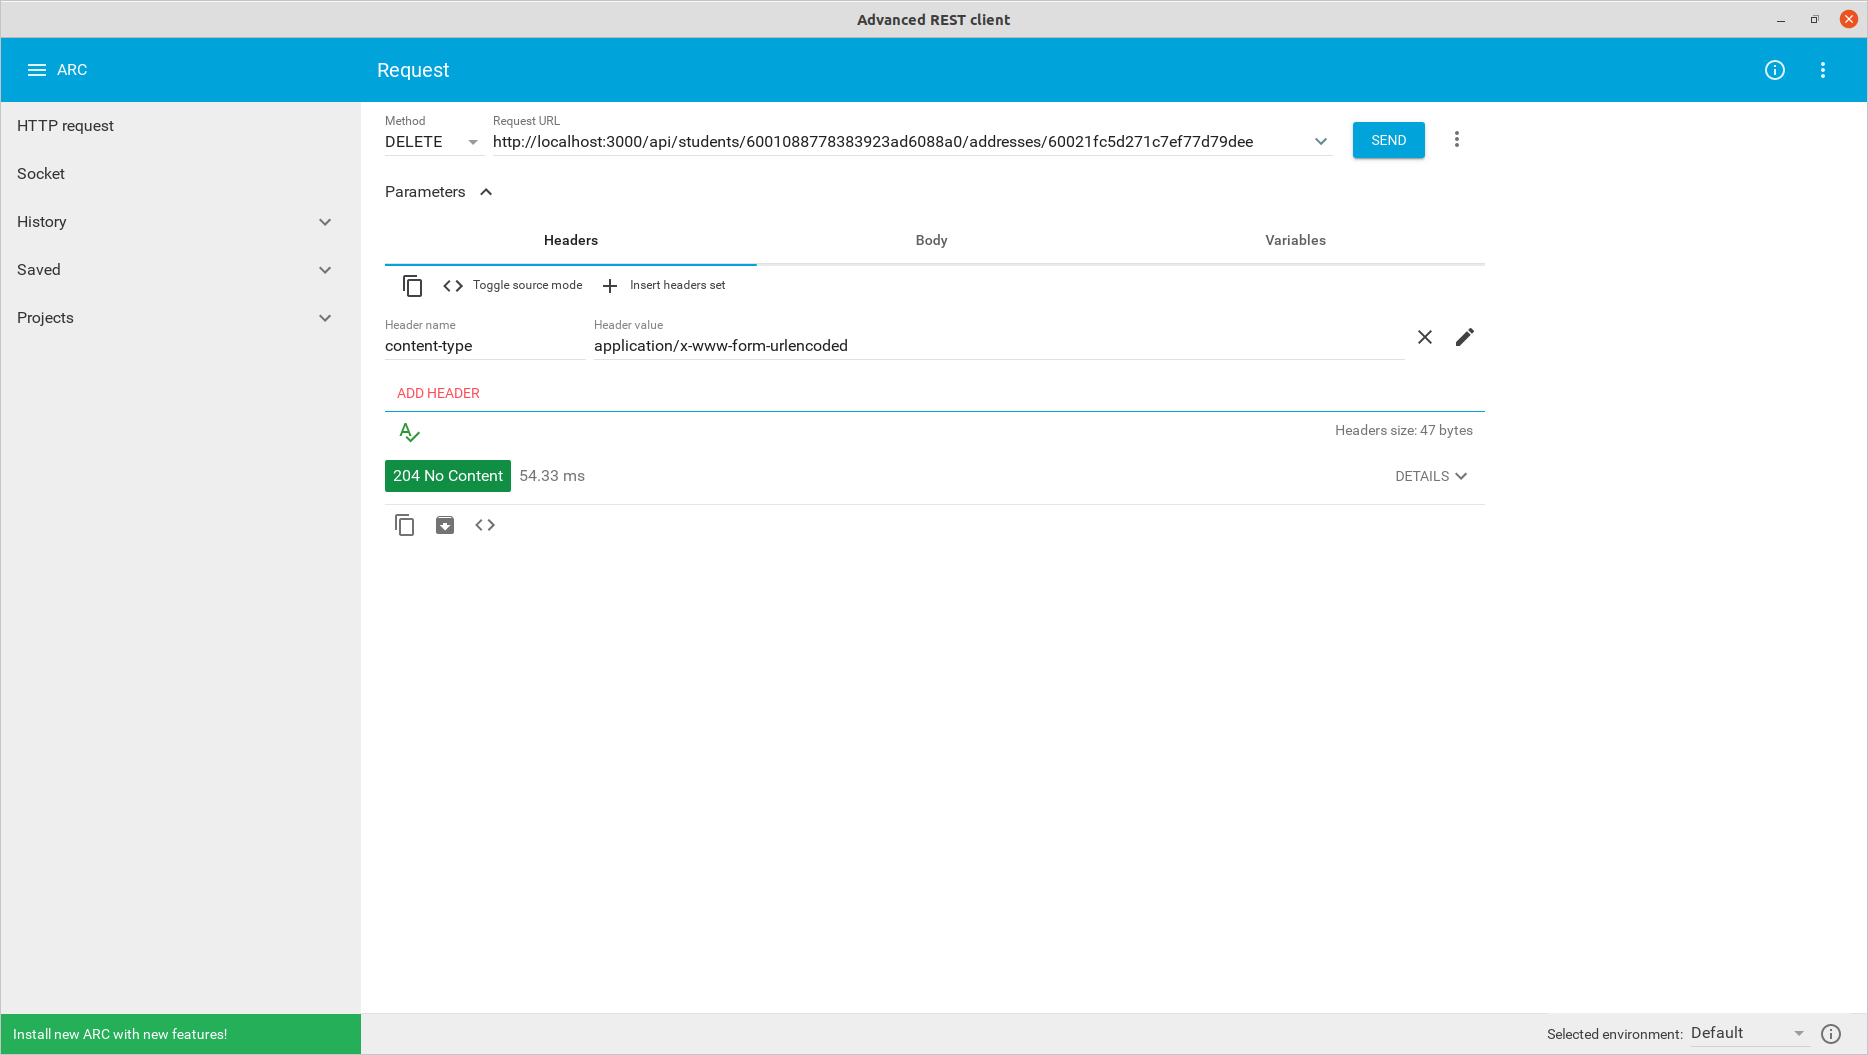 Advanced REST client
ARC
Request
HTTP request
Socket
History
Saved
Projects
Method
DELETE
Request URL
http://localhost:3000/api/students/6001088778383923ad6088a0/addresses/60021fc5d271c7ef77d79dee
SEND
Parameters
Headers Body Variables
Toggle source mode Insert headers set
Header name
content-type
Header value
application/x-www-form-urlencoded
ADD HEADER
Headers size: 47 bytes
204 No Content 54.33 ms DETAILS
Install new ARC with new features!
Selected environment: Default